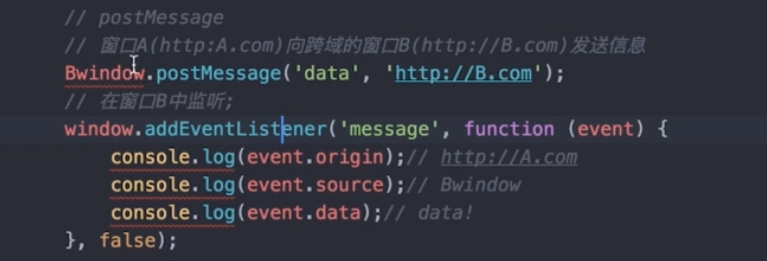 // postMessage
// 窗口A(http:A.com)向跨域的窗口B(http://B.com)发送信息
Bwindow.postMessage('data', 'http://B.com');
// 在窗口B中监听;
window.addEventListener('message', function (event) {
console.log(event.origin);// http://A.com
console.log(event.source);// Bwindow
console.log(event.data);// data!
}, false);